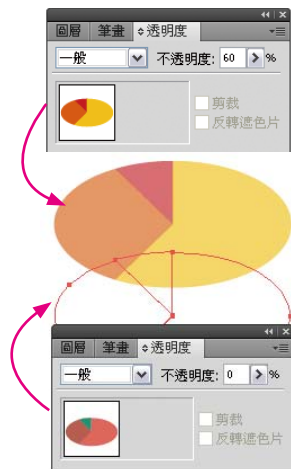 圖層 筆畫 透明度
一般 不透明度: 60 %
剪裁
反轉遮色片
圖層 筆畫 透明度
一般 不透明度: 0 %
剪裁
反轉遮色片